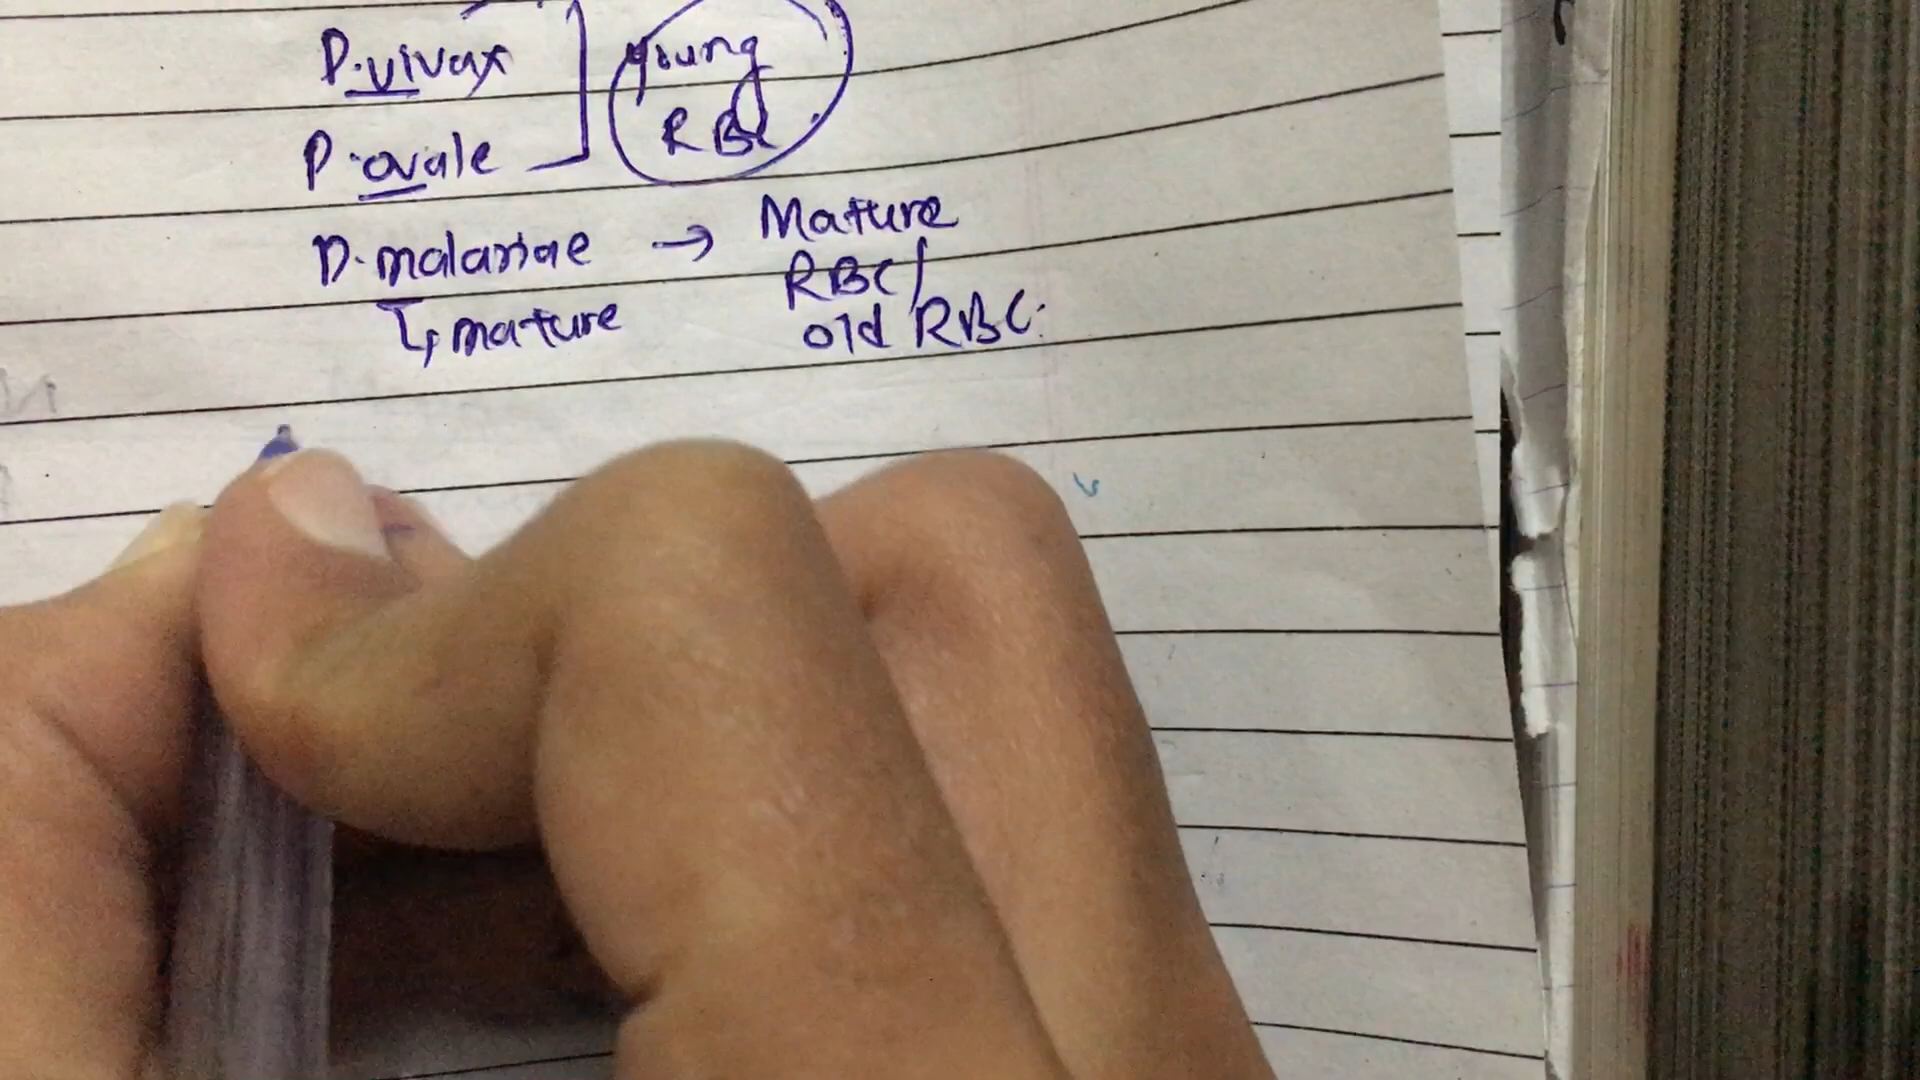 P. vivax
P. ovale
young
RBC
P. malariae → Mature
RBC/
old RBC.
↳ mature